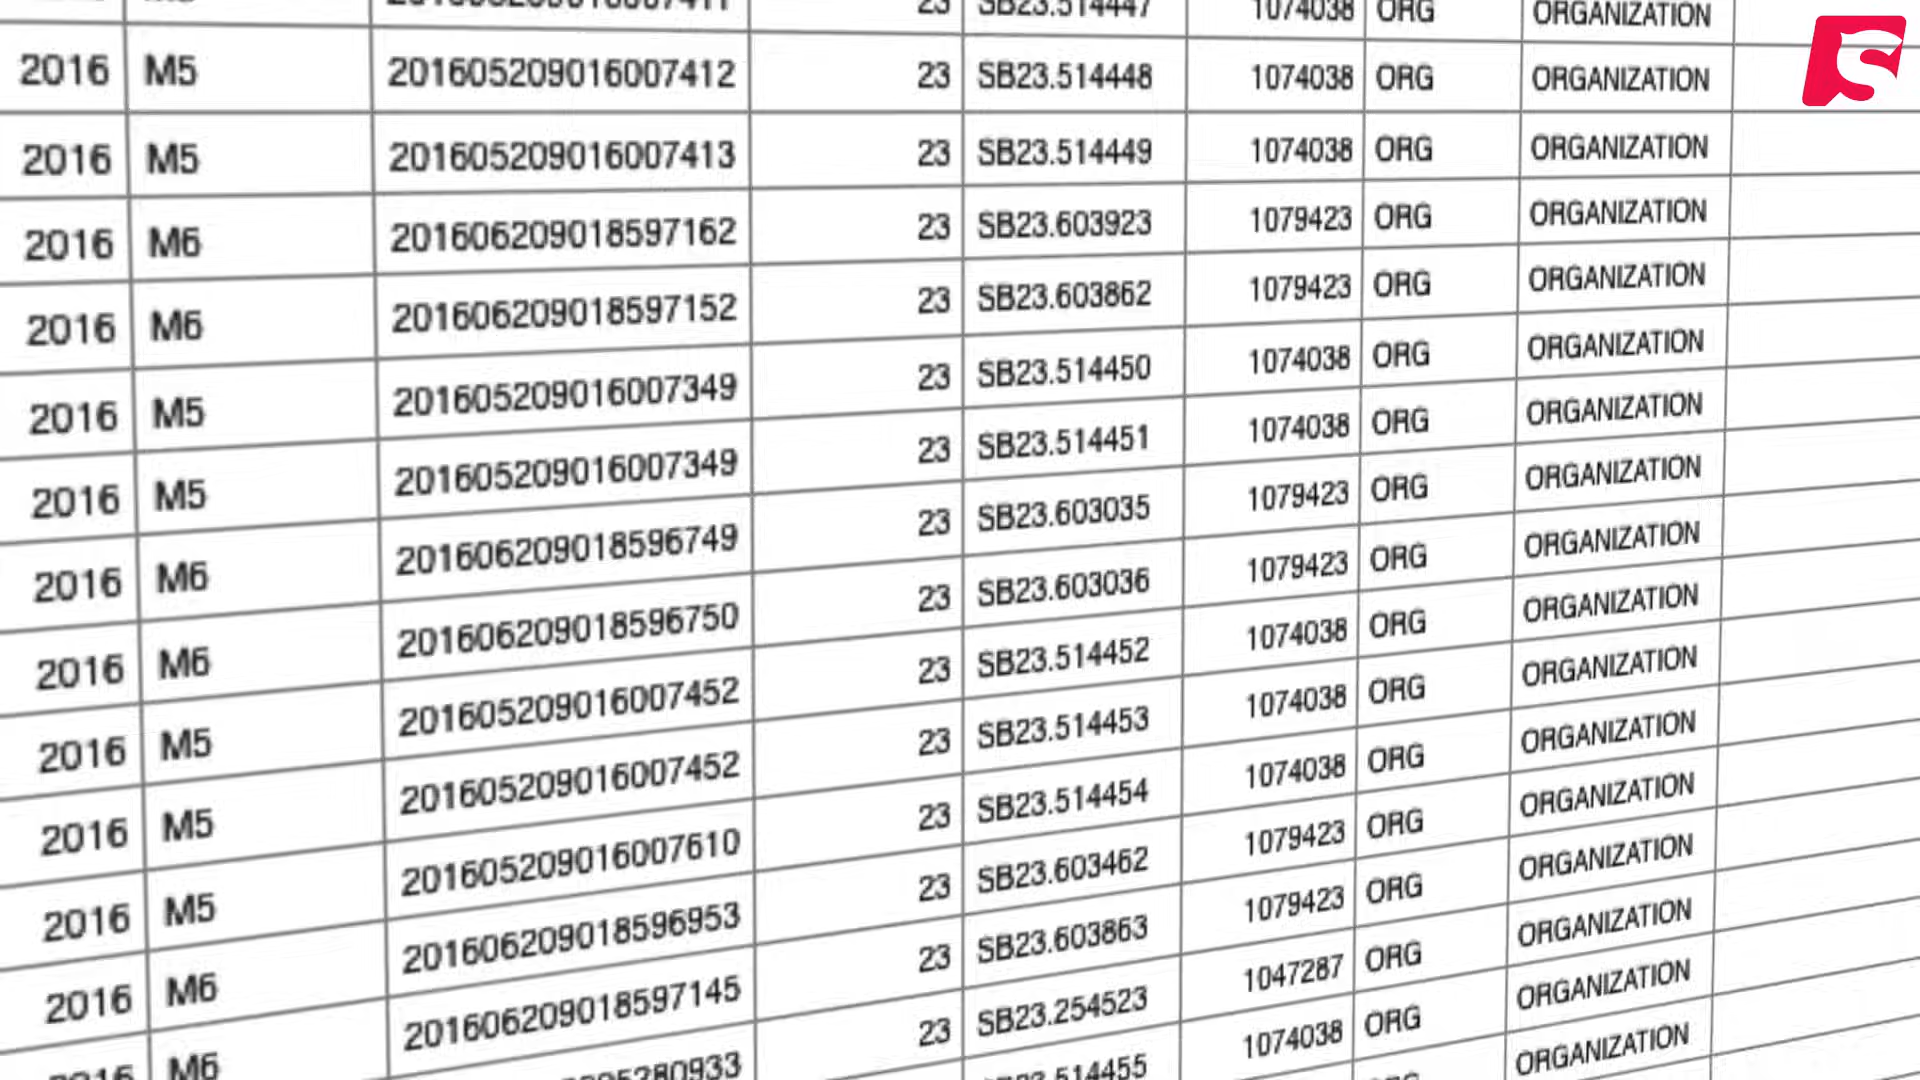 23 SB23.514447 1074038 ORG ORGANIZATION
2016 M5 201605209016007412 23 SB23.514448 1074038 ORG ORGANIZATION
2016 M5 201605209016007413 23 SB23.514449 1074038 ORG ORGANIZATION
2016 M6 201606209018597162 23 SB23.603923 1079423 ORG ORGANIZATION
2016 M6 201606209018597152 23 SB23.603862 1079423 ORG ORGANIZATION
2016 M5 201605209016007349 23 SB23.514450 1074038 ORG ORGANIZATION
2016 M5 201605209016007349 23 SB23.514451 1074038 ORG ORGANIZATION
2016 M6 201606209018596749 23 SB23.603035 1079423 ORG ORGANIZATION
2016 M6 201606209018596750 23 SB23.603036 1079423 ORG ORGANIZATION
2016 M5 201605209016007452 23 SB23.514452 1074038 ORG ORGANIZATION
2016 M5 201605209016007452 23 SB23.514453 1074038 ORG ORGANIZATION
2016 M5 201605209016007610 23 SB23.514454 1074038 ORG ORGANIZATION
2016 M6 201606209018596953 23 SB23.603462 1079423 ORG ORGANIZATION
2016 M6 201606209018597145 23 SB23.603863 1079423 ORG ORGANIZATION
23 SB23.254523 1047287 ORG ORGANIZATION
1074038 ORG ORGANIZATION
ORGANIZATION